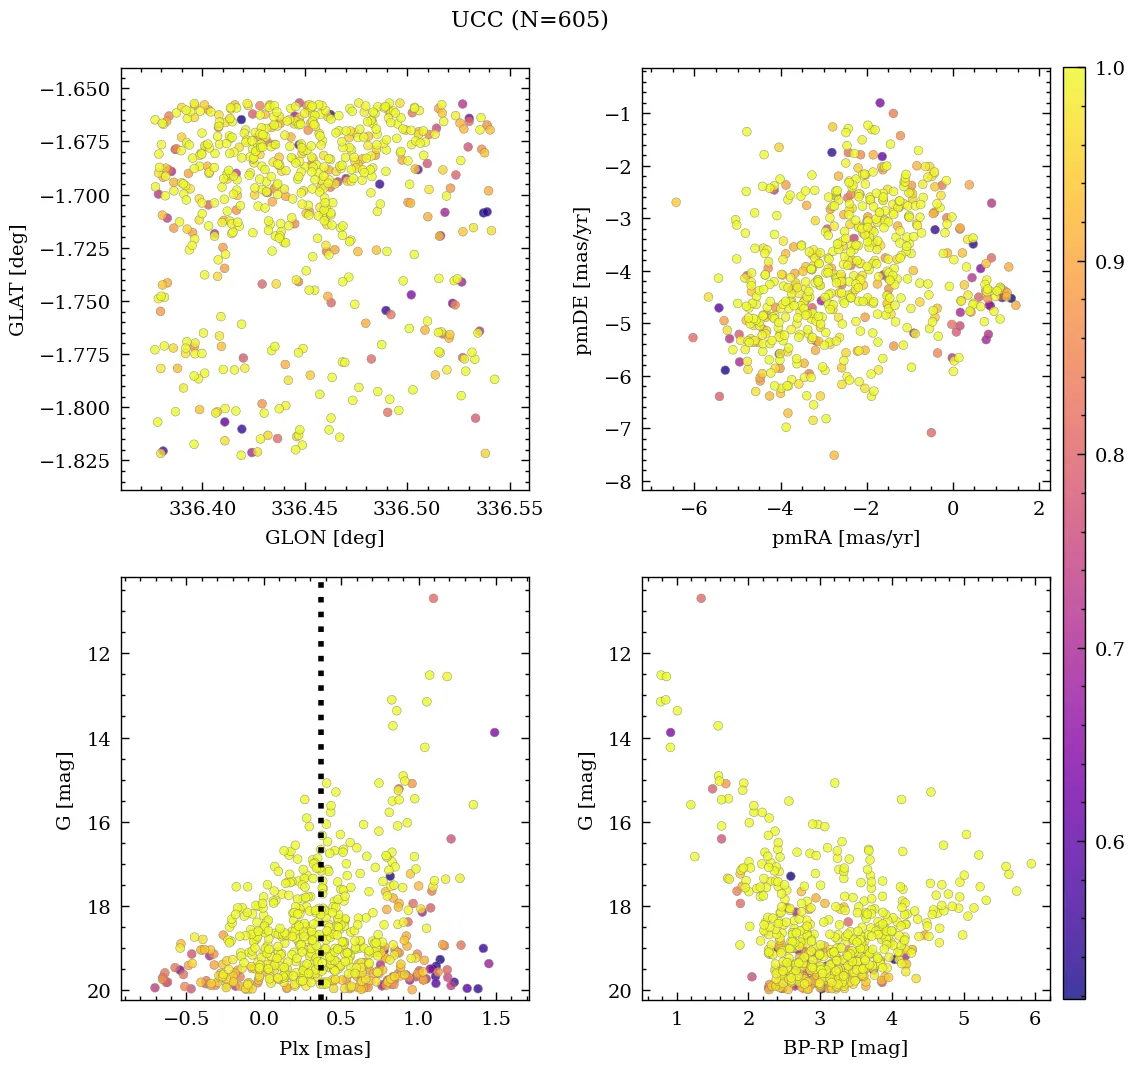 UCC (N=605)
−1.650
−1.675
−1.700
−1.725
−1.750
−1.775
−1.800
−1.825
GLAT [deg]
336.40 336.45 336.50 336.55
GLON [deg]
−1
−2
−3
−4
−5
−6
−7
−8
pmDE [mas/yr]
−6 −4 −2 0 2
pmRA [mas/yr]
12
14
16
18
20
G [mag]
−0.5 0.0 0.5 1.0 1.5
Plx [mas]
12
14
16
18
20
G [mag]
1 2 3 4 5 6
BP-RP [mag]
1.0
0.9
0.8
0.7
0.6